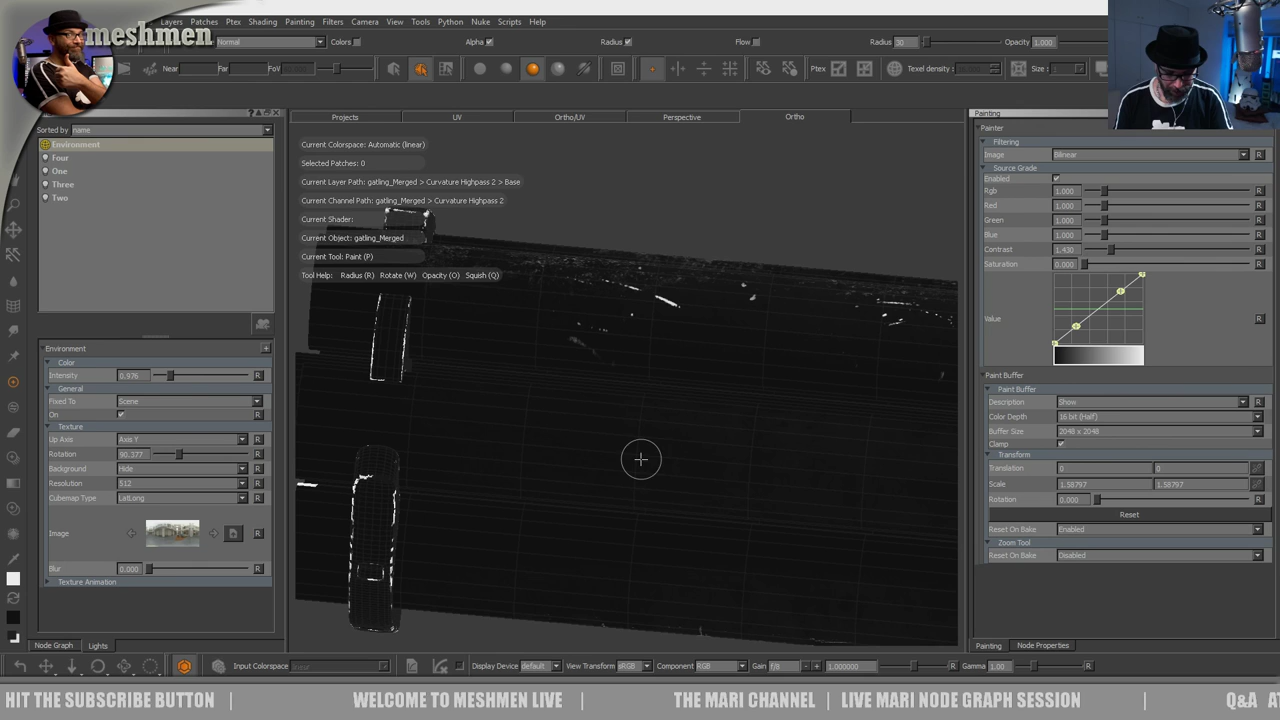 Layers Patches Ptex Shading Painting Filters Camera View Tools Python Nuke Scripts Help
meshmen
Normal Colors Alpha Radius Flow Radius 30 Opacity 1.000
Near Far FoV Ptex Texel density: Size: 1
Sorted by name
Environment
Four
One
Three
Two
Environment
Color
Intensity 0.976 R
General
Fixed To Scene R
On R
Texture
Up Axis Axis Y R
Rotation 90.377 R
Background Hide R
Resolution 512 R
Cubemap Type LatLong R
Image R
Blur 0.000 R
Texture Animation
Node Graph Lights
Projects UV Ortho/UV Perspective Ortho
Current Colorspace: Automatic (linear)
Selected Patches: 0
Current Layer Path: gatling_Merged > Curvature Highpass 2 > Base
Current Channel Path: gatling_Merged > Curvature Highpass 2
Current Shader:
Current Object: gatling_Merged
Current Tool: Paint (P)
Tool Help: Radius (R) Rotate (W) Opacity (O) Squish (Q)
Painting
Painter
Filtering
Image Bilinear R
Source Grade
Enabled R
Rgb 1.000 R
Red 1.000 R
Green 1.000 R
Blue 1.000 R
Contrast 1.430 R
Saturation 0.000 R
Value R
Paint Buffer
Paint Buffer
Description Show R
Color Depth 16 bit (Half)
Buffer Size 2048 x 2048
Clamp R
Transform
Translation 0 0
Scale 1.58797 1.58797
Rotation 0.000 R
Reset
Reset On Bake Enabled
Zoom Tool
Reset On Bake Disabled
Painting Node Properties
Input Colorspace linear Display Device default View Transform sRGB Component RGB Gain f/8 - + 1.000000 R Gamma 1.00 R
HIT THE SUBSCRIBE BUTTON | WELCOME TO MESHMEN LIVE | THE MARI CHANNEL | LIVE MARI NODE GRAPH SESSION | Q&A